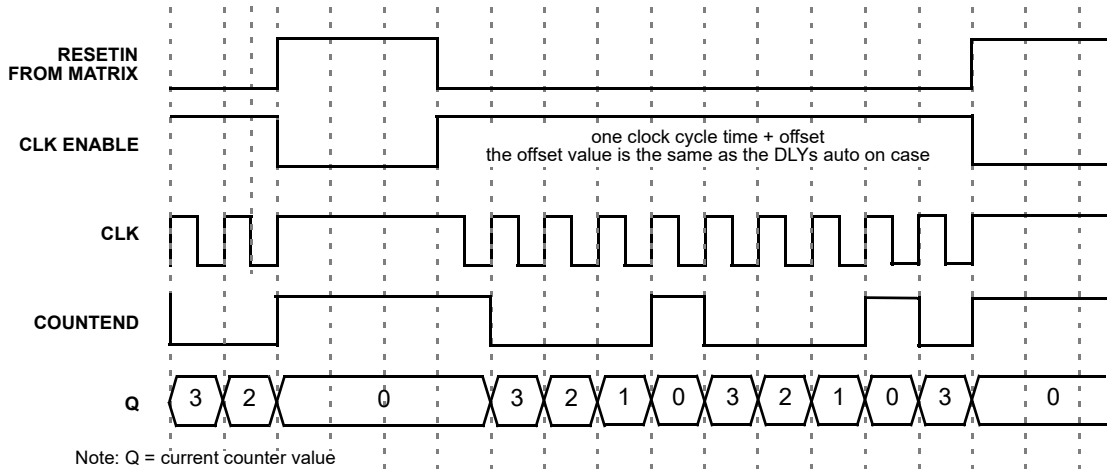 RESETIN
FROM MATRIX
CLK ENABLE
one clock cycle time + offset
the offset value is the same as the DLYs auto on case
CLK
COUNTEND
Q 3 2 0 3 2 1 0 3 2 1 0 3 0
Note: Q = current counter value